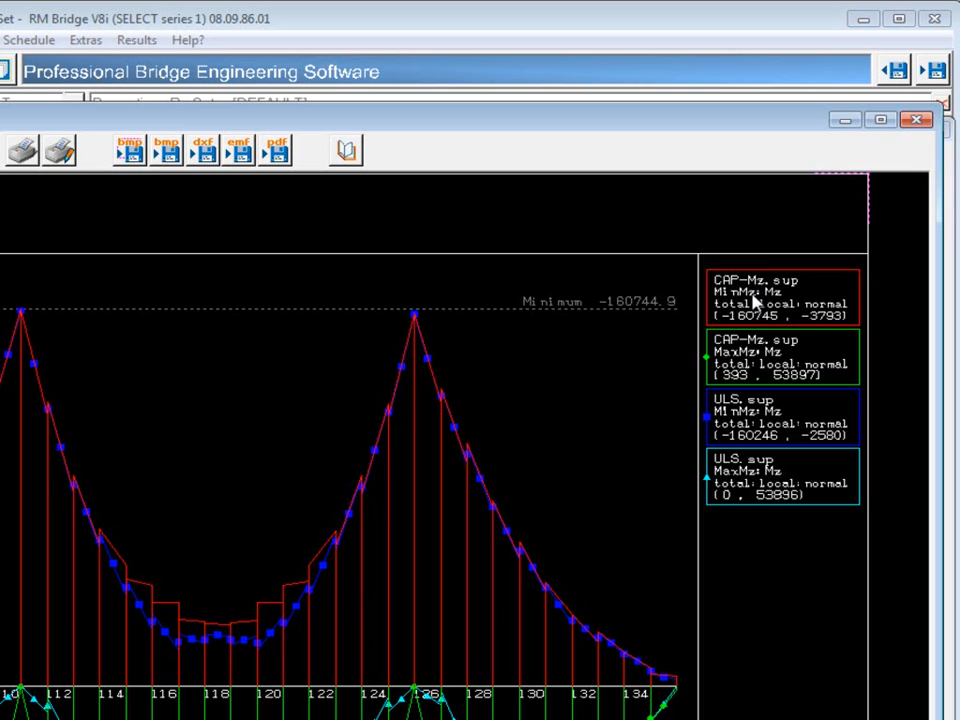 Set - RM Bridge V8i (SELECT series 1) 08.09.86.01
Schedule Extras Results Help?
Professional Bridge Engineering Software
bmp bmp dxf emf pdf
Minimum -160744.9
CAP-Mz.sup
MinMz: Mz
total: local: normal
(-160745 , -3793)
CAP-Mz.sup
MaxMz: Mz
total: local: normal
(393 , 53897)
ULS.sup
MinMz: Mz
total: local: normal
(-160246 , -2580)
ULS.sup
MaxMz: Mz
total: local: normal
(0 , 53896)
112 114 116 118 120 122 124 126 128 130 132 134